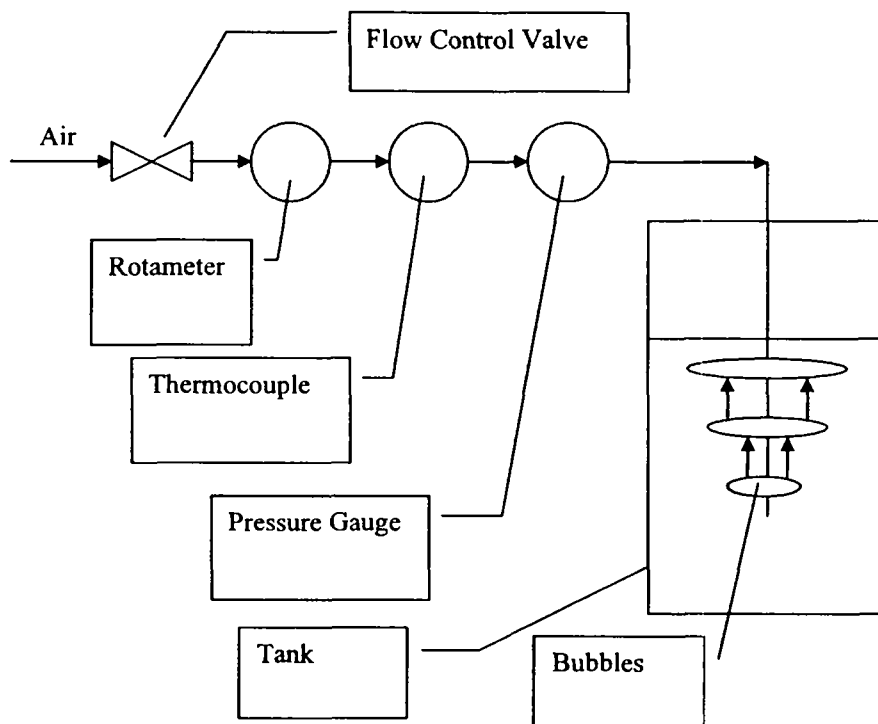 Flow Control Valve
Air
Rotameter
Thermocouple
Pressure Gauge
Tank
Bubbles